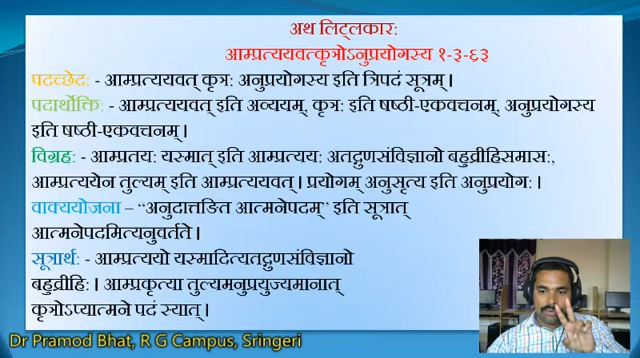 अथ लिट्लकार:
आम्प्रत्ययवत्कृञोऽनुप्रयोगस्य १-३-६३
पदच्छेद: - आम्प्रत्ययवत् कृञ: अनुप्रयोगस्य इति त्रिपदं सूत्रम् ।
पदार्थोक्ति: - आम्प्रत्ययवत् इति अव्ययम्, कृञ: इति षष्ठी-एकवचनम्, अनुप्रयोगस्य
इति षष्ठी-एकवचनम् ।
विग्रह: - आम्प्रतय: यस्मात् इति आम्प्रत्यय: अतद्गुणसंविज्ञानो बहुव्रीहिसमास:,
आम्प्रत्ययेन तुल्यम् इति आम्प्रत्ययवत् । प्रयोगम् अनुसृत्य इति अनुप्रयोग: ।
वाक्ययोजना – “अनुदात्तङित आत्मनेपदम्” इति सूत्रात्
आत्मनेपदमित्यनुवर्तते ।
सूत्रार्थ: - आम्प्रत्ययो यस्मादित्यतद्गुणसंविज्ञानो
बहुव्रीहि: । आम्प्रकृत्या तुल्यमनुप्रयुज्यमानात्
कृञोऽप्यात्मने पदं स्यात् ।
Dr Pramod Bhat, R G Campus, Sringeri